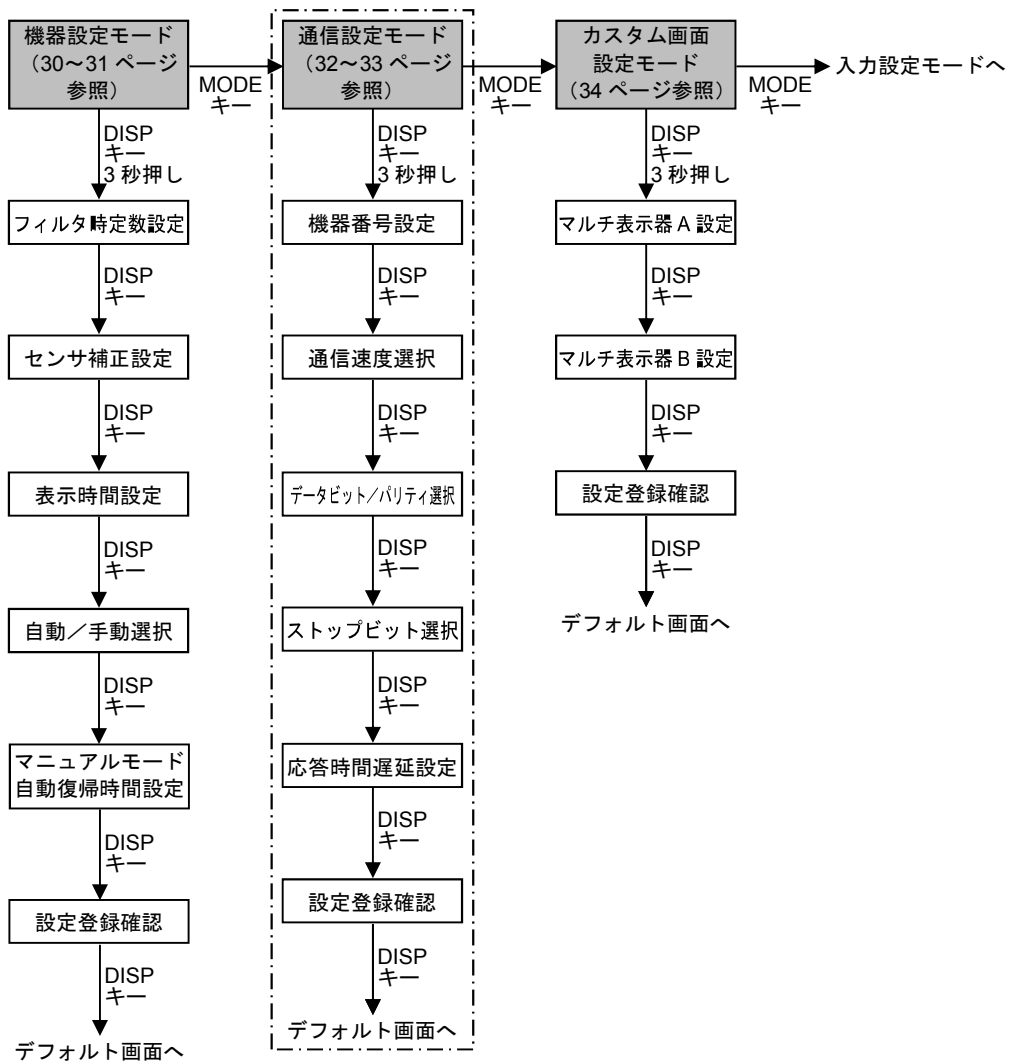 機器設定モード
（30～31 ページ
参照）
MODE
キー
通信設定モード
（32～33 ページ
参照）
MODE
キー
カスタム画面
設定モード
（34 ページ参照）
MODE
キー
入力設定モードへ
DISP
キー
3 秒押し
フィルタ時定数設定
DISP
キー
センサ補正設定
DISP
キー
表示時間設定
DISP
キー
自動／手動選択
DISP
キー
マニュアルモード
自動復帰時間設定
DISP
キー
設定登録確認
DISP
キー
デフォルト画面へ
DISP
キー
3 秒押し
機器番号設定
DISP
キー
通信速度選択
DISP
キー
データビット／パリティ選択
DISP
キー
ストップビット選択
DISP
キー
応答時間遅延設定
DISP
キー
設定登録確認
DISP
キー
デフォルト画面へ
DISP
キー
3 秒押し
マルチ表示器 A 設定
DISP
キー
マルチ表示器 B 設定
DISP
キー
設定登録確認
DISP
キー
デフォルト画面へ